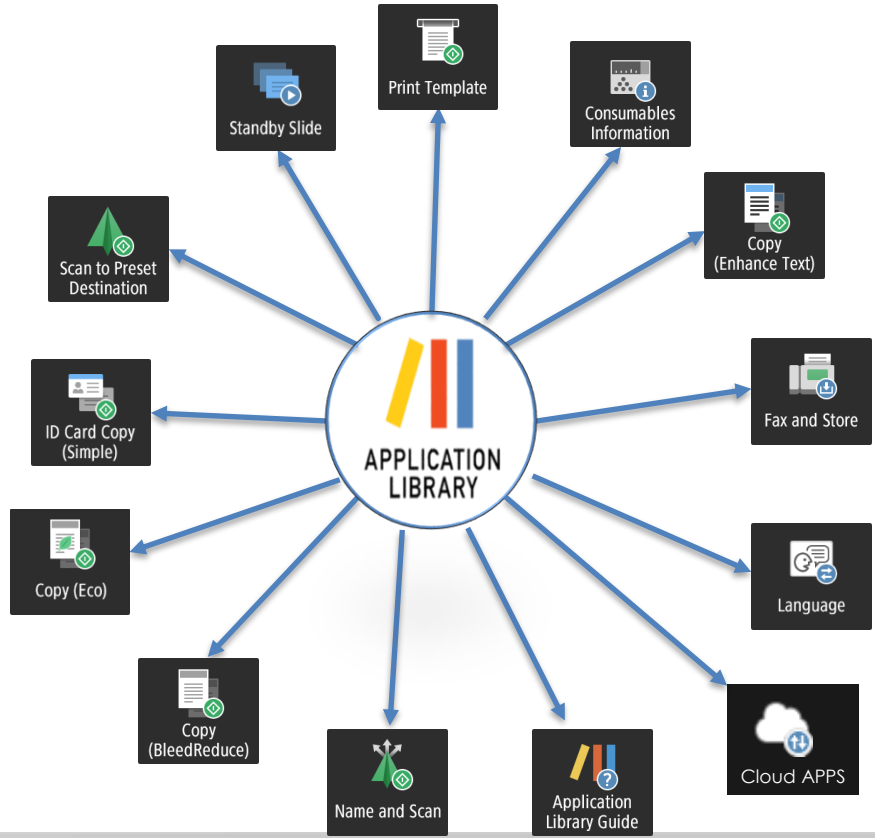 Print Template
Standby Slide
Consumables
Information
Copy
(Enhance Text)
Scan to Preset
Destination
Fax and Store
ID Card Copy
(Simple)
APPLICATION
LIBRARY
Copy (Eco)
Language
Copy
(BleedReduce)
Cloud APPS
Name and Scan
Application
Library Guide